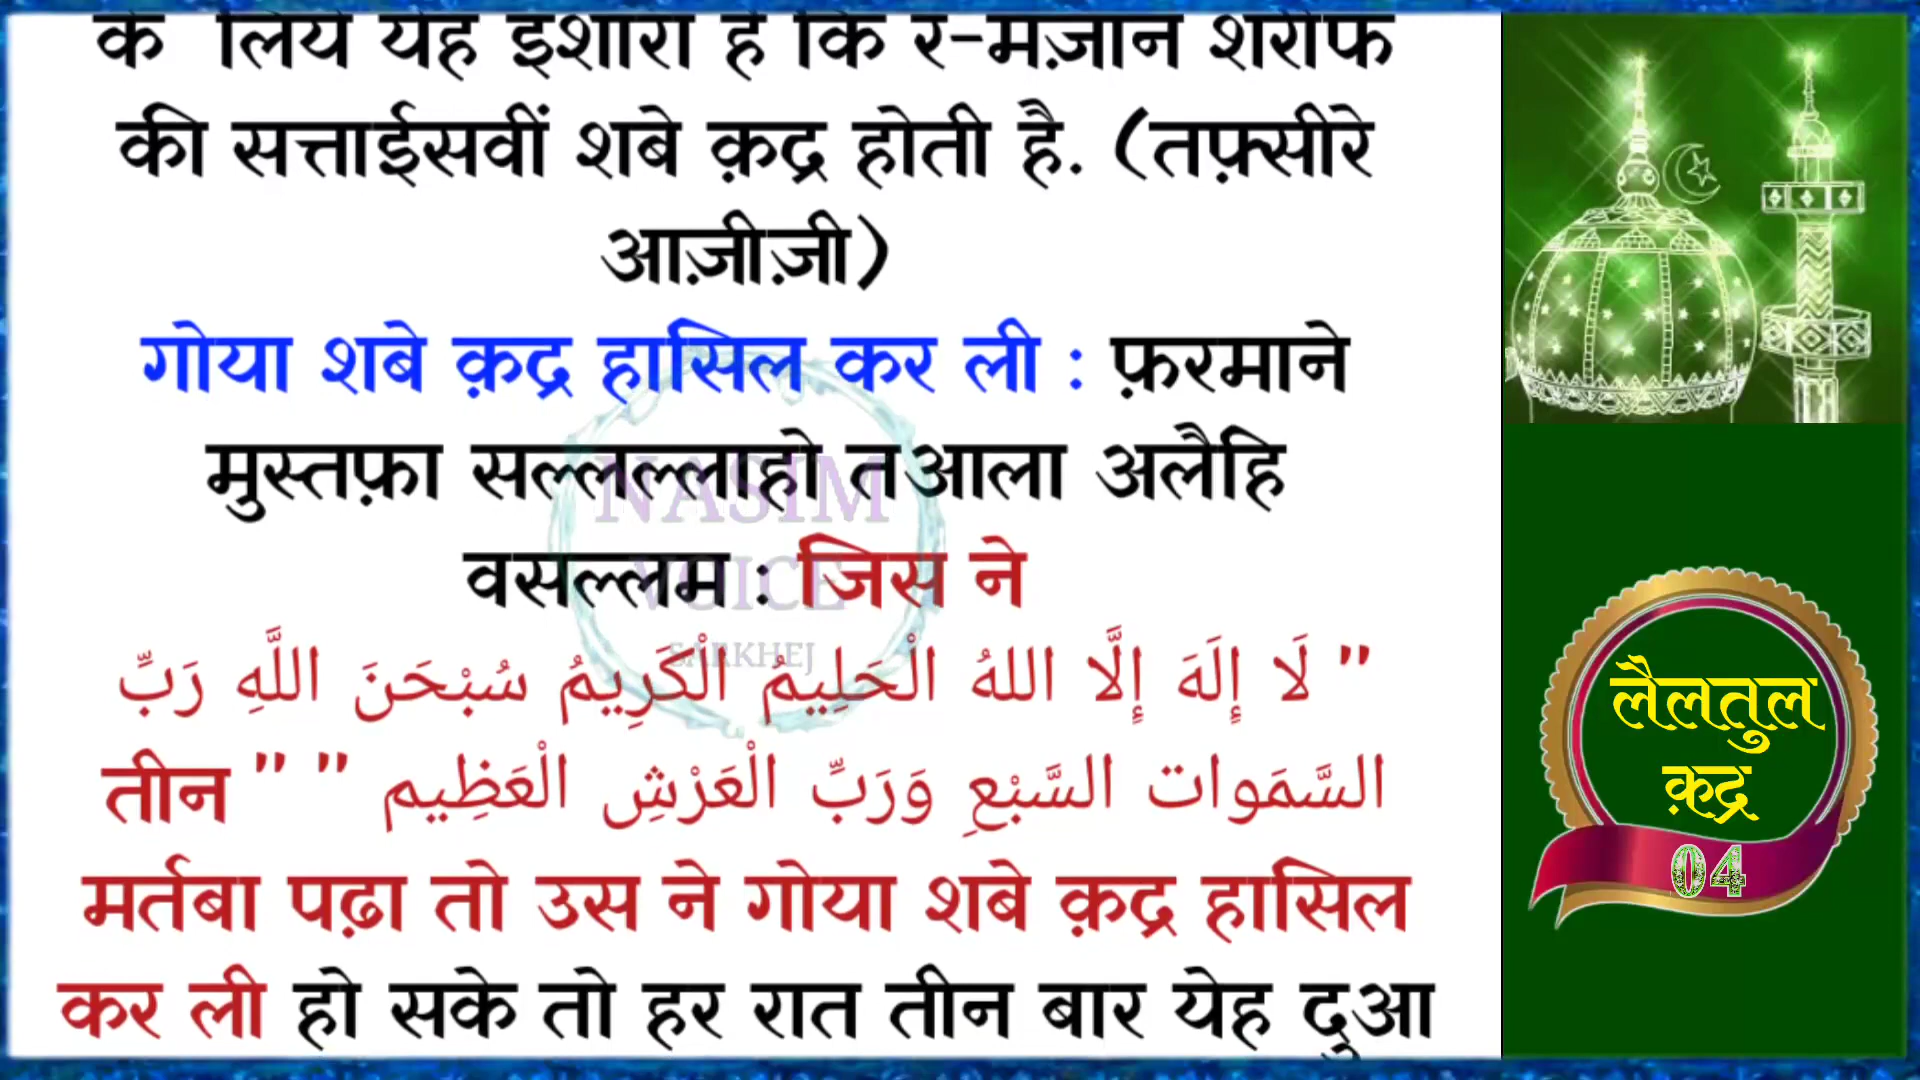 के लिये यह इशारा है कि र-मज़ान शरीफ
की सत्ताईसवीं शबे क़द्र होती है. (तफ़्सीरे
आज़ीज़ी)
गोया शबे क़द्र हासिल कर ली : फ़रमाने
मुस्तफ़ा सल्लल्लाहो तआला अलैहि
वसल्लम : जिस ने
" لَا إِلَهَ إِلَّا اللهُ الْحَلِيمُ الْكَرِيمُ سُبْحَنَ اللَّهِ رَبِّ
السَّمَوات السَّبْعِ وَرَبِّ الْعَرْشِ الْعَظِيم " " तीन
मर्तबा पढ़ा तो उस ने गोया शबे क़द्र हासिल
कर ली हो सके तो हर रात तीन बार येह दुआ
NASIM
VOICE
SARKHEJ
लैलतुल
क़द्र
04